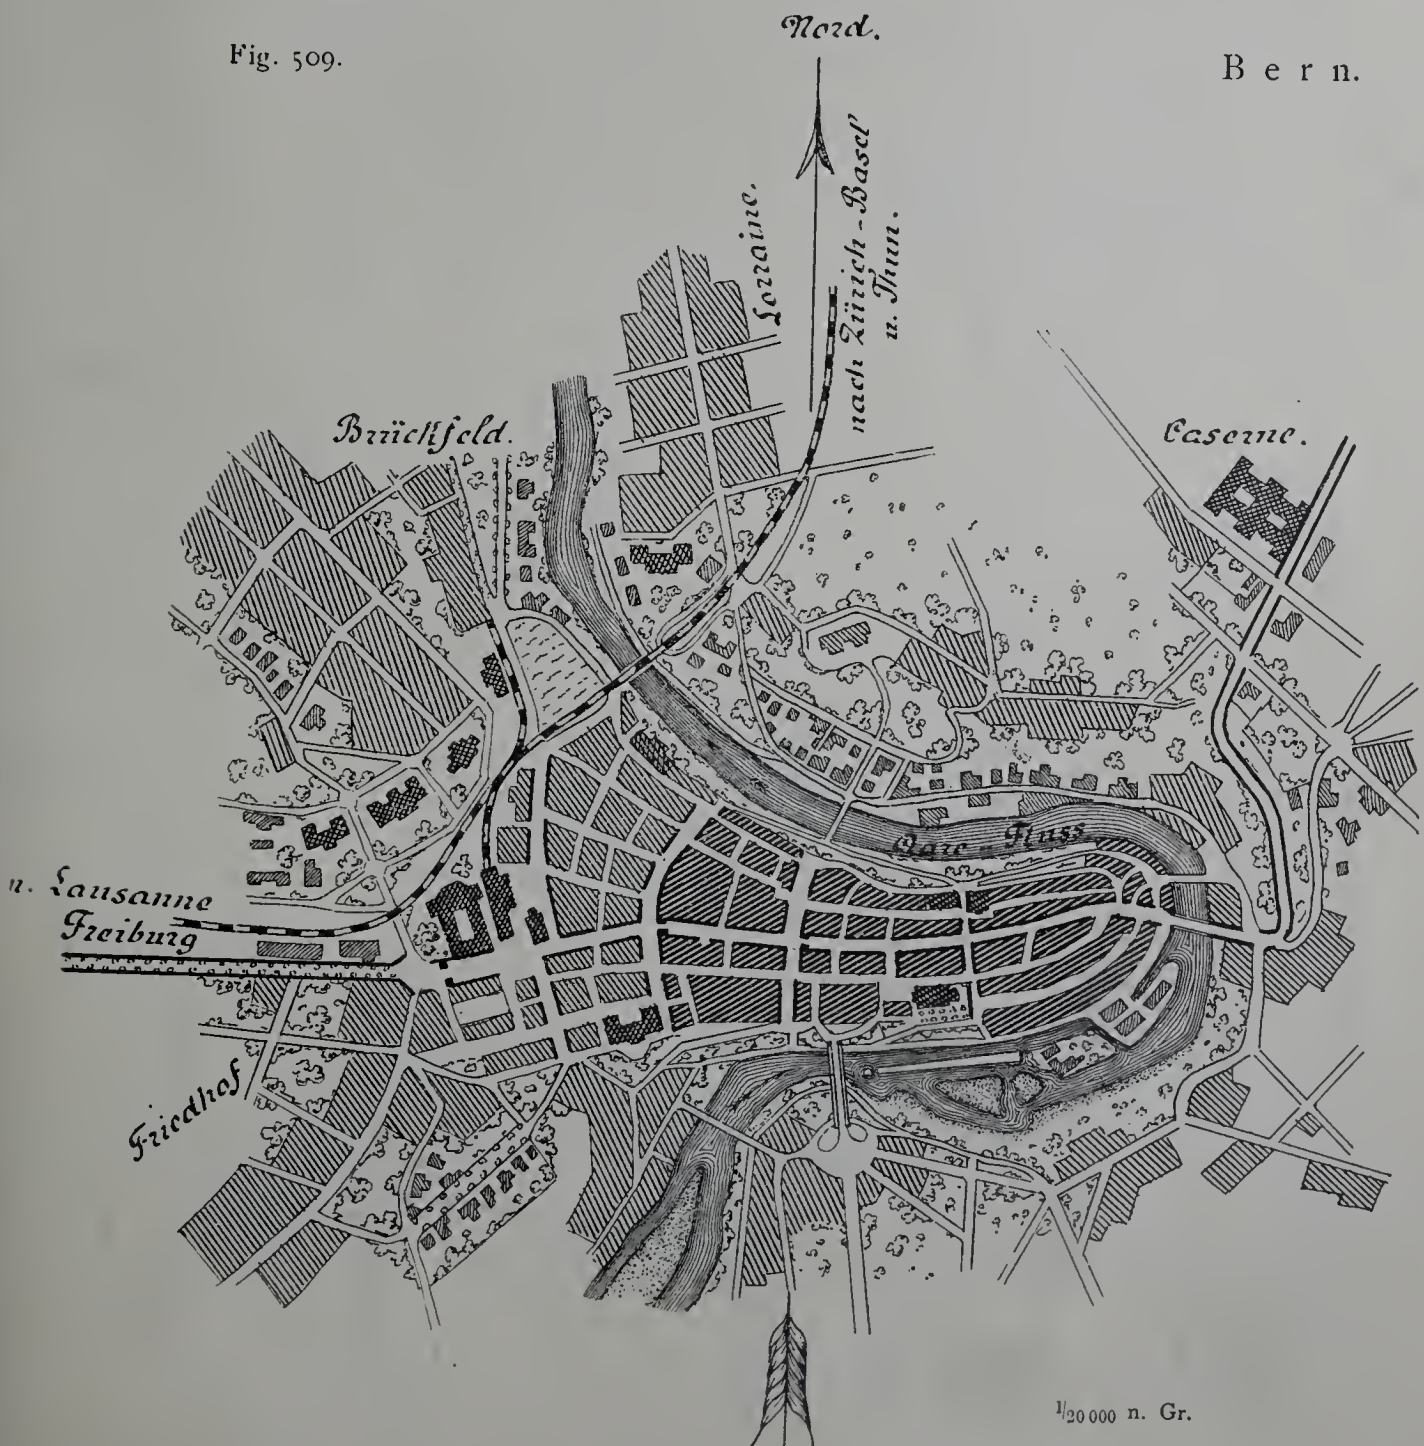 Fig. 509.
Bern.
Nord.
Lorraine.
nach Zürich-Basel
u. Thun.
Brückfeld.
Caserne.
Aare-Fluss
n. Lausanne
Freiburg
Friedhof
1/20000 n. Gr.